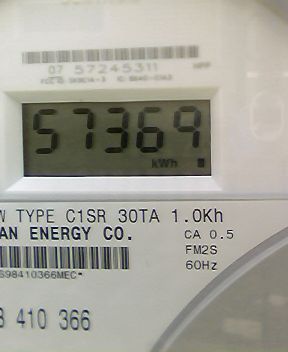 07 57245311
57369
kWh
W TYPE C1SR 30TA 1.0Kh
AN ENERGY CO. CA 0.5
FM2S
S98410366MEC* 60Hz
8 410 366